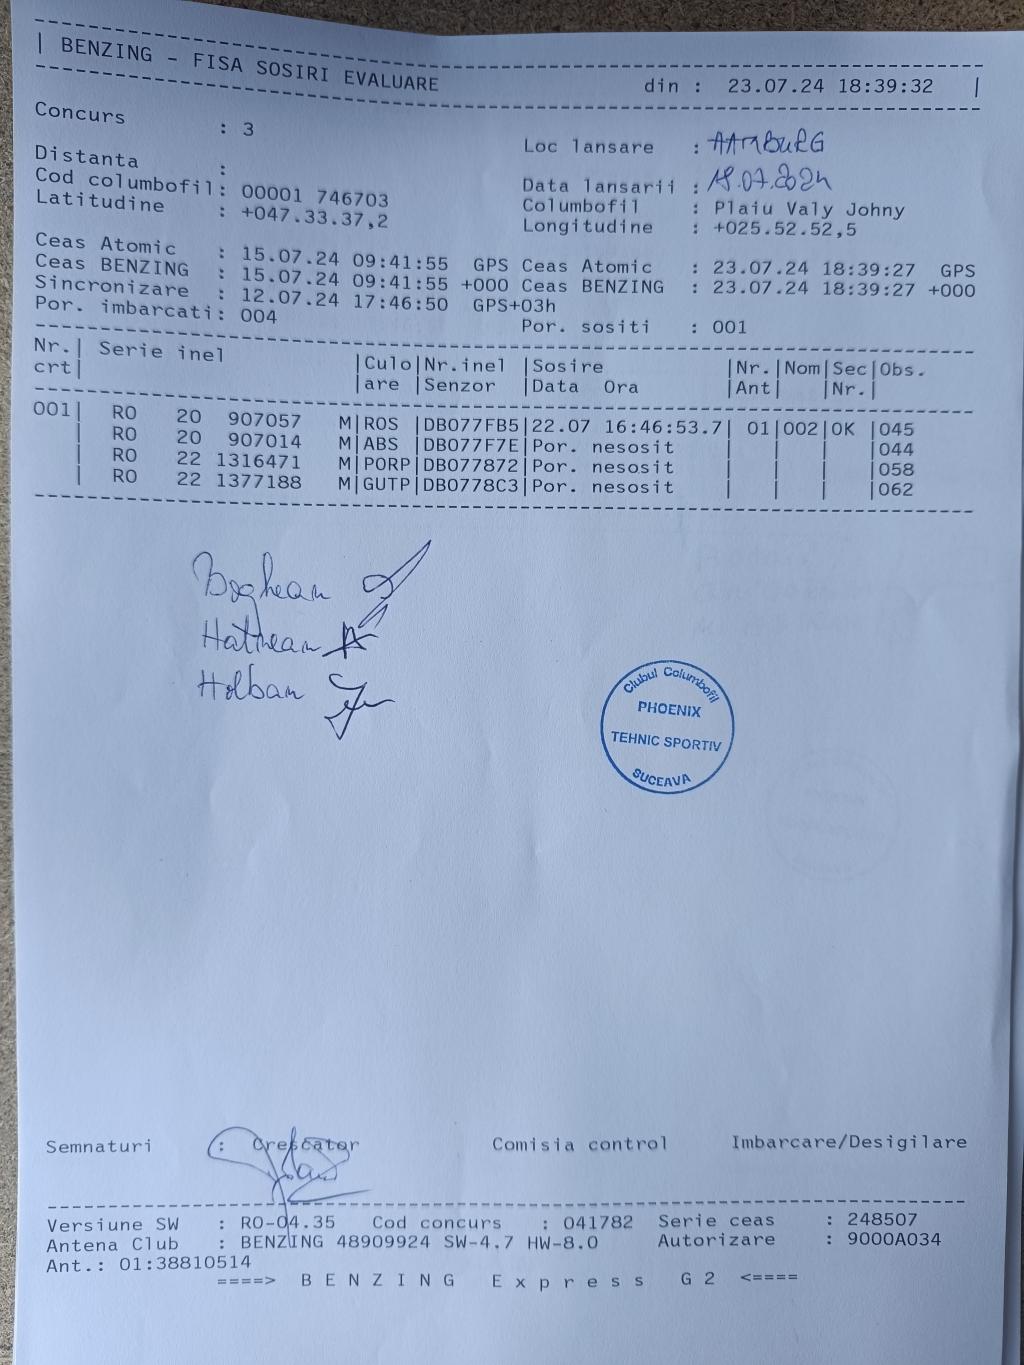 | BENZING - FISA SOSIRI EVALUARE din : 23.07.24 18:39:32 |
Concurs : 3 Loc lansare : HAMBURG
Distanta : Data lansarii : 18.07.2024
Cod columbofil: 00001 746703 Columbofil : Plaiu Valy Johny
Latitudine : +047.33.37,2 Longitudine : +025.52.52,5
Ceas Atomic : 15.07.24 09:41:55 GPS Ceas Atomic : 23.07.24 18:39:27 GPS
Ceas BENZING : 15.07.24 09:41:55 +000 Ceas BENZING : 23.07.24 18:39:27 +000
Sincronizare : 12.07.24 17:46:50 GPS+03h
Por. imbarcati: 004 Por. sositi : 001
Nr.| Serie inel |Culo|Nr.inel |Sosire |Nr.|Nom|Sec|Obs.
crt| |are |Senzor |Data Ora |Ant| |Nr.|
001| RO 20 907057 M|ROS |DB077FB5|22.07 16:46:53.7| 01|002|OK |045
| RO 20 907014 M|ABS |DB077F7E|Por. nesosit | | | |044
| RO 22 1316471 M|PORP|DB077872|Por. nesosit | | | |058
| RO 22 1377188 M|GUTP|DB0778C3|Por. nesosit | | | |062
Boghean
Hatnean
Holban
Clubul Columbofil
PHOENIX
TEHNIC SPORTIV
SUCEAVA
Semnaturi : Crescator Comisia control Imbarcare/Desigilare
Versiune SW : RO-04.35 Cod concurs : 041782 Serie ceas : 248507
Antena Club : BENZING 48909924 SW-4.7 HW-8.0 Autorizare : 9000A034
Ant.: 01:38810514
====> B E N Z I N G E x p r e s s G 2 <====